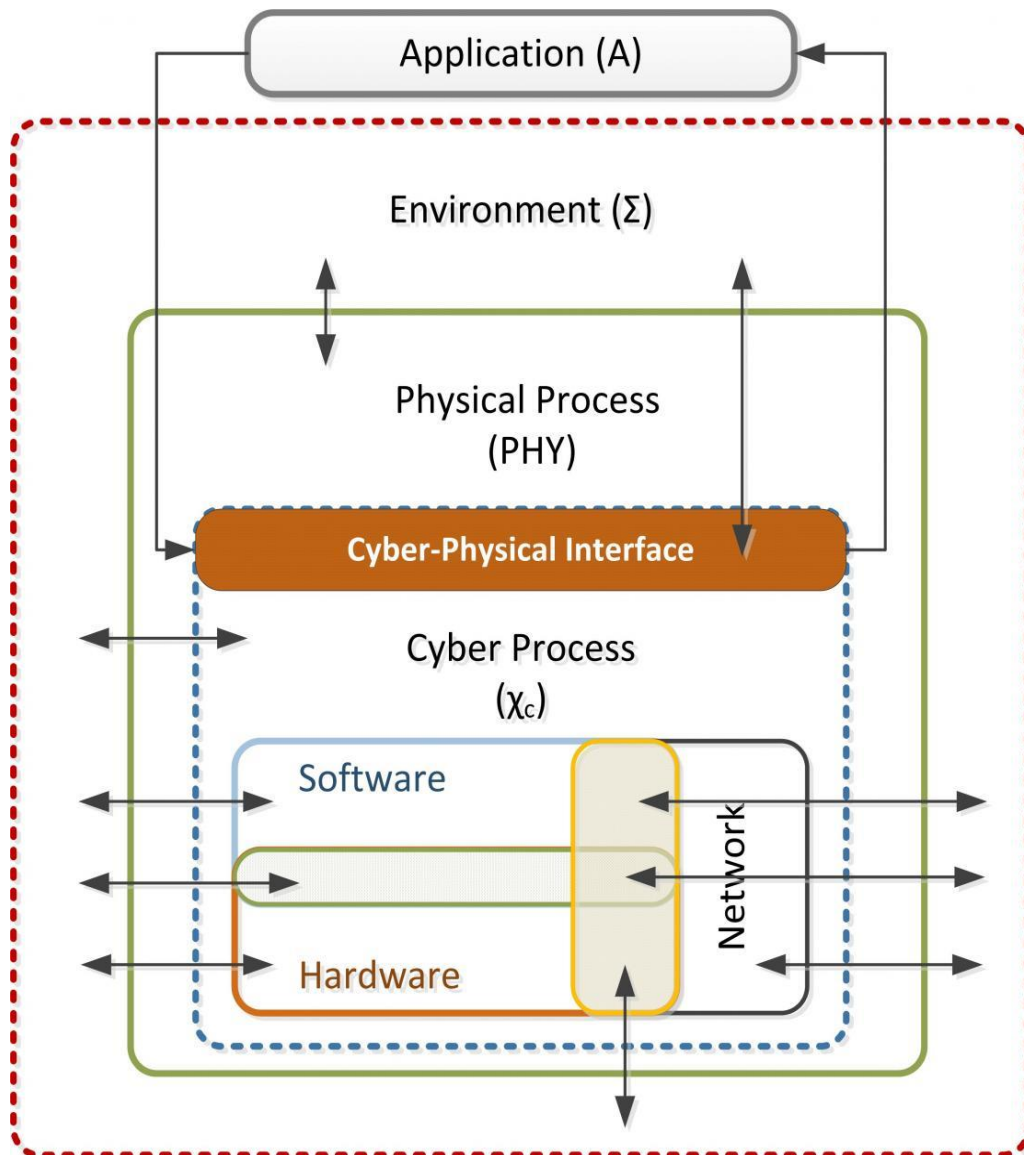 Application (A)
Environment (Σ)
Physical Process
(PHY)
Cyber-Physical Interface
Cyber Process
(χc)
Software
Network
Hardware